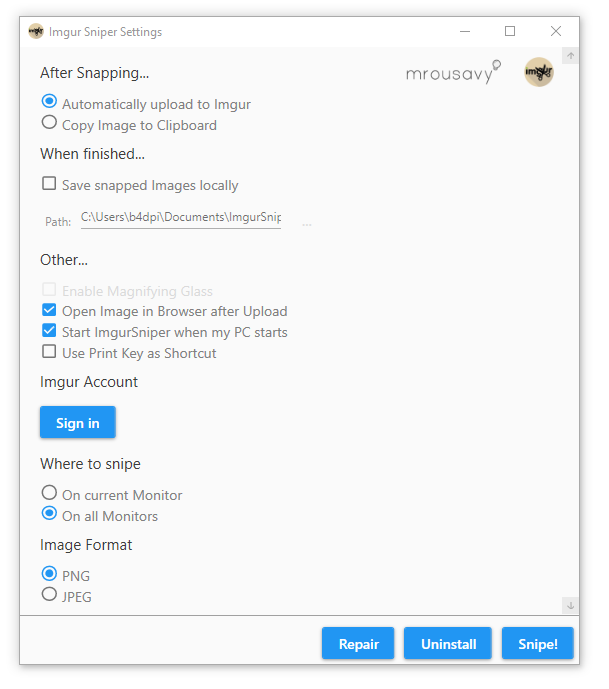 Imgur Sniper Settings
After Snapping...
mrousavy
imgur
Automatically upload to Imgur
Copy Image to Clipboard
When finished...
Save snapped Images locally
Path: C:\Users\b4dpi\Documents\ImgurSnip ...
Other...
Enable Magnifying Glass
Open Image in Browser after Upload
Start ImgurSniper when my PC starts
Use Print Key as Shortcut
Imgur Account
Sign in
Where to snipe
On current Monitor
On all Monitors
Image Format
PNG
JPEG
Repair Uninstall Snipe!